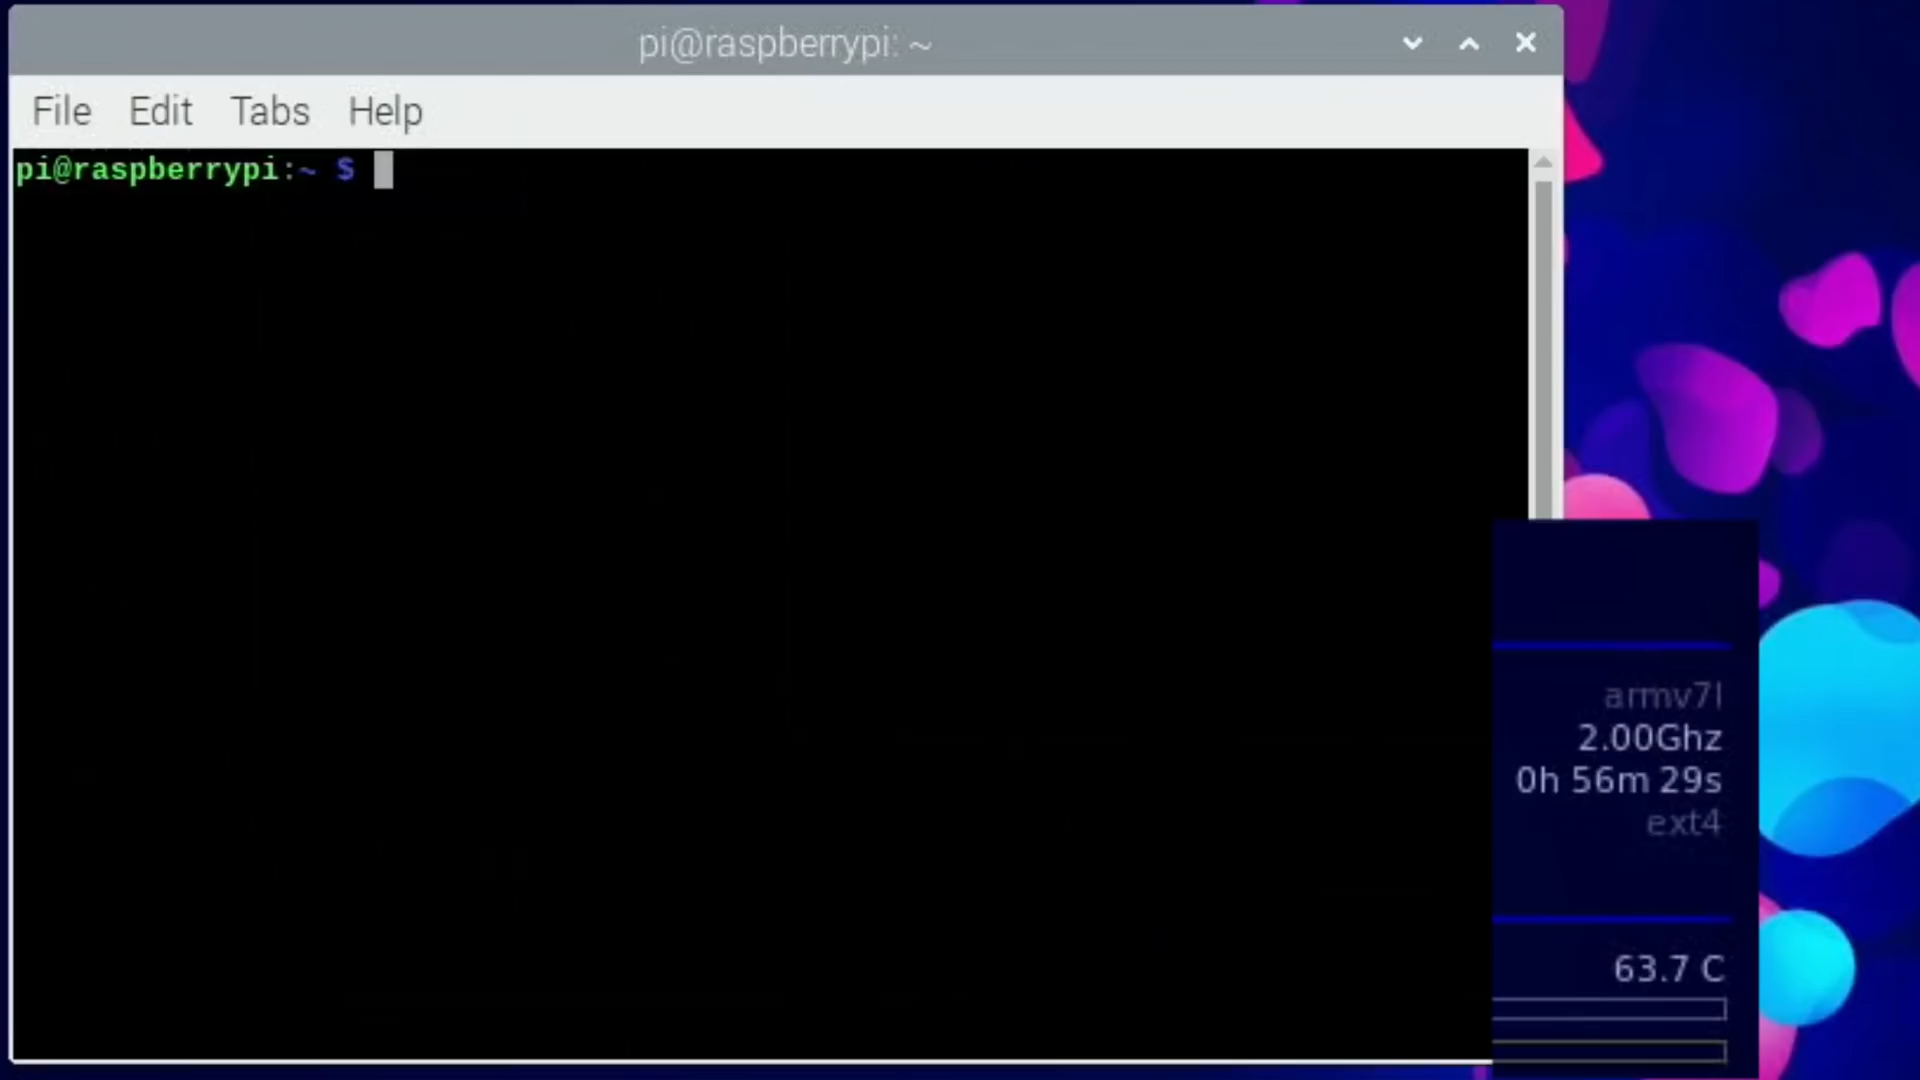 pi@raspberrypi: ~
File Edit Tabs Help
pi@raspberrypi:~ $
armv7l
2.00Ghz
0h 56m 29s
ext4
63.7 C